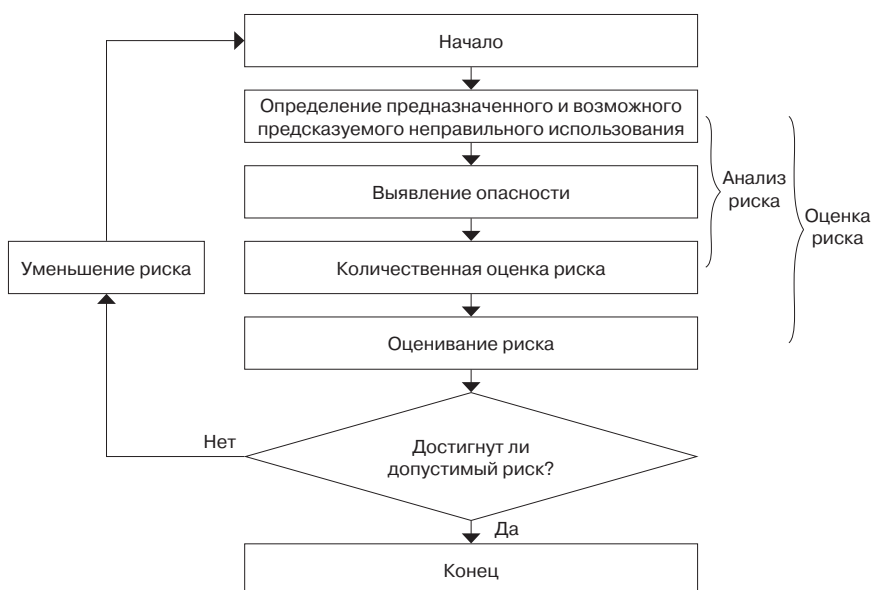 Начало
Определение предназначенного и возможного
предсказуемого неправильного использования
Выявление опасности
Анализ
риска
Оценка
риска
Уменьшение риска
Количественная оценка риска
Оценивание риска
Нет
Достигнут ли
допустимый риск?
Да
Конец